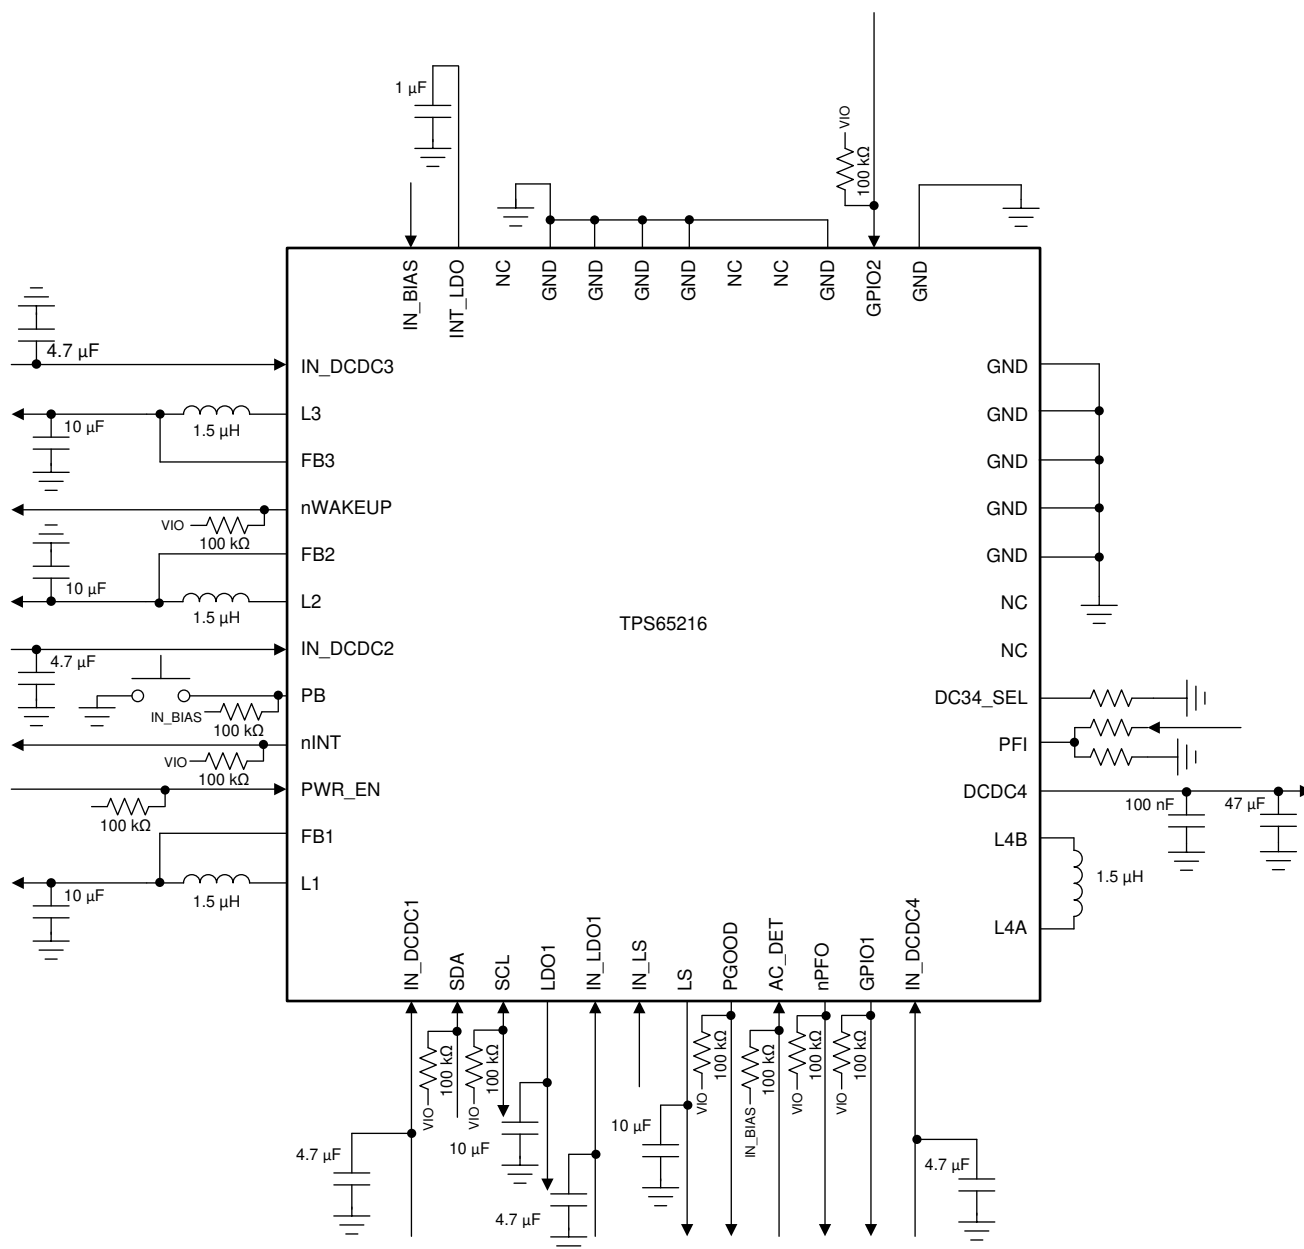 1 µF
VIO
100 kΩ
IN_BIAS
INT_LDO
NC
GND
GND
GND
GND
NC
NC
GND
GPIO2
GND
4.7 µF
IN_DCDC3
GND
L3
10 µF
1.5 µH
GND
FB3
GND
nWAKEUP
VIO
100 kΩ
GND
FB2
GND
10 µF
L2
1.5 µH
NC
TPS65216
IN_DCDC2
4.7 µF
NC
PB
IN_BIAS
100 kΩ
DC34_SEL
nINT
VIO
100 kΩ
PFI
PWR_EN
100 kΩ
DCDC4
100 nF
47 µF
FB1
L4B
L1
10 µF
1.5 µH
1.5 µH
L4A
IN_DCDC1
SDA
SCL
LDO1
IN_LDO1
IN_LS
LS
PGOOD
AC_DET
nPFO
GPIO1
IN_DCDC4
100 kΩ
VIO
100 kΩ
VIO
100 kΩ
VIO
100 kΩ
IN_BIAS
100 kΩ
VIO
100 kΩ
VIO
4.7 µF
10 µF
4.7 µF
10 µF
4.7 µF